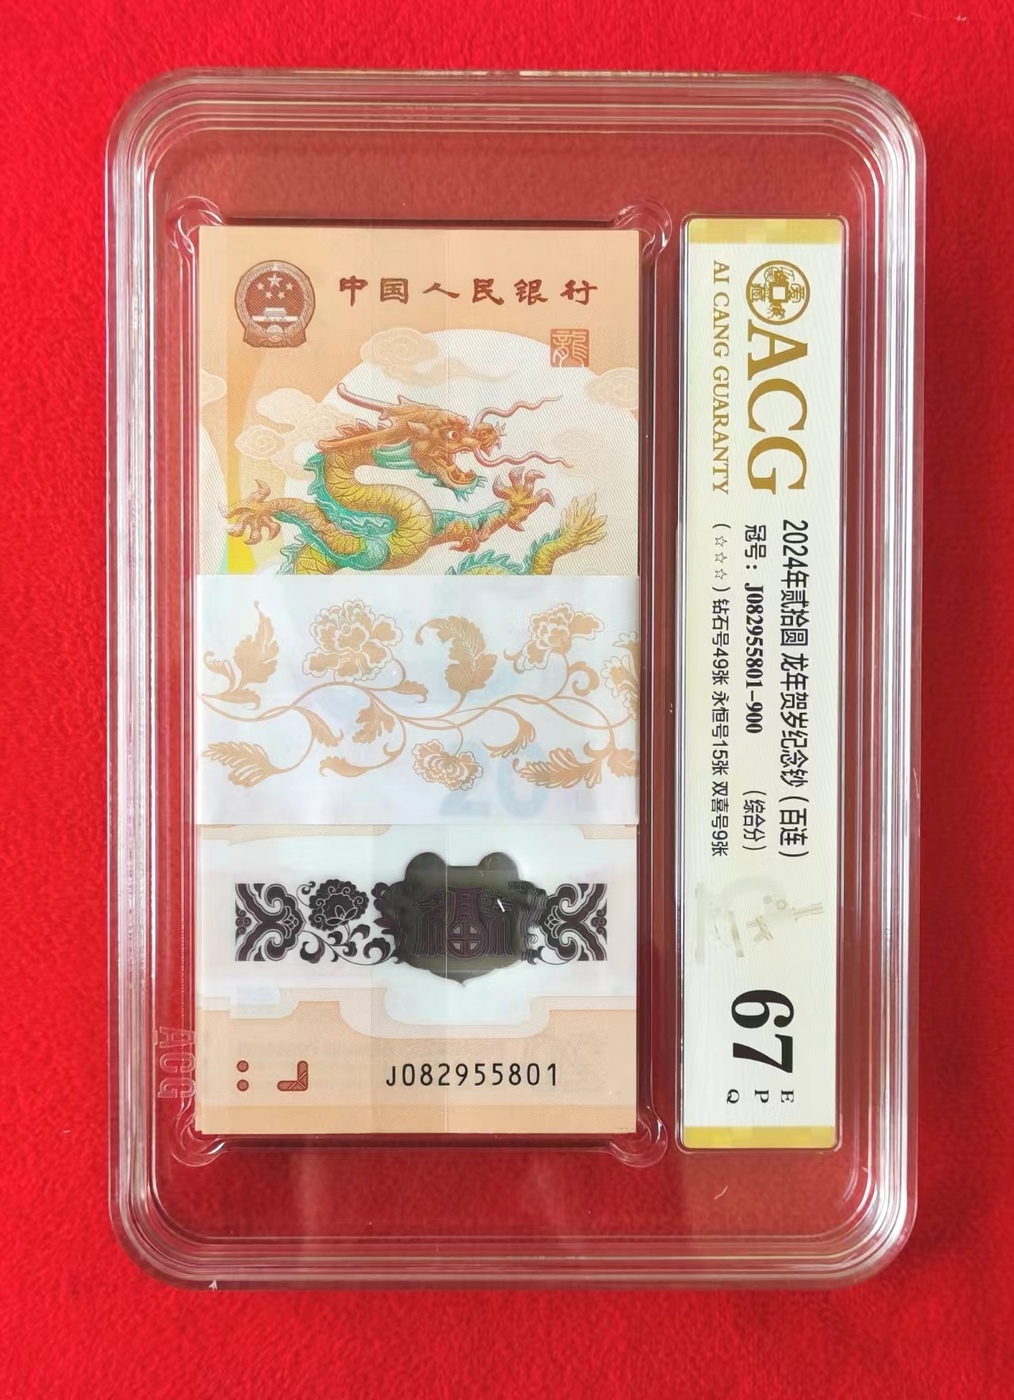 中国人民银行
龍
J082955801
ACG
ACG
AI CANG GUARANTY
2024年贰拾圆 龙年贺岁纪念钞（百连）
冠号：J082955801-900 （综合分）
（☆☆☆）钻石号49张 永恒号15张 双喜号9张
67
E
P
Q